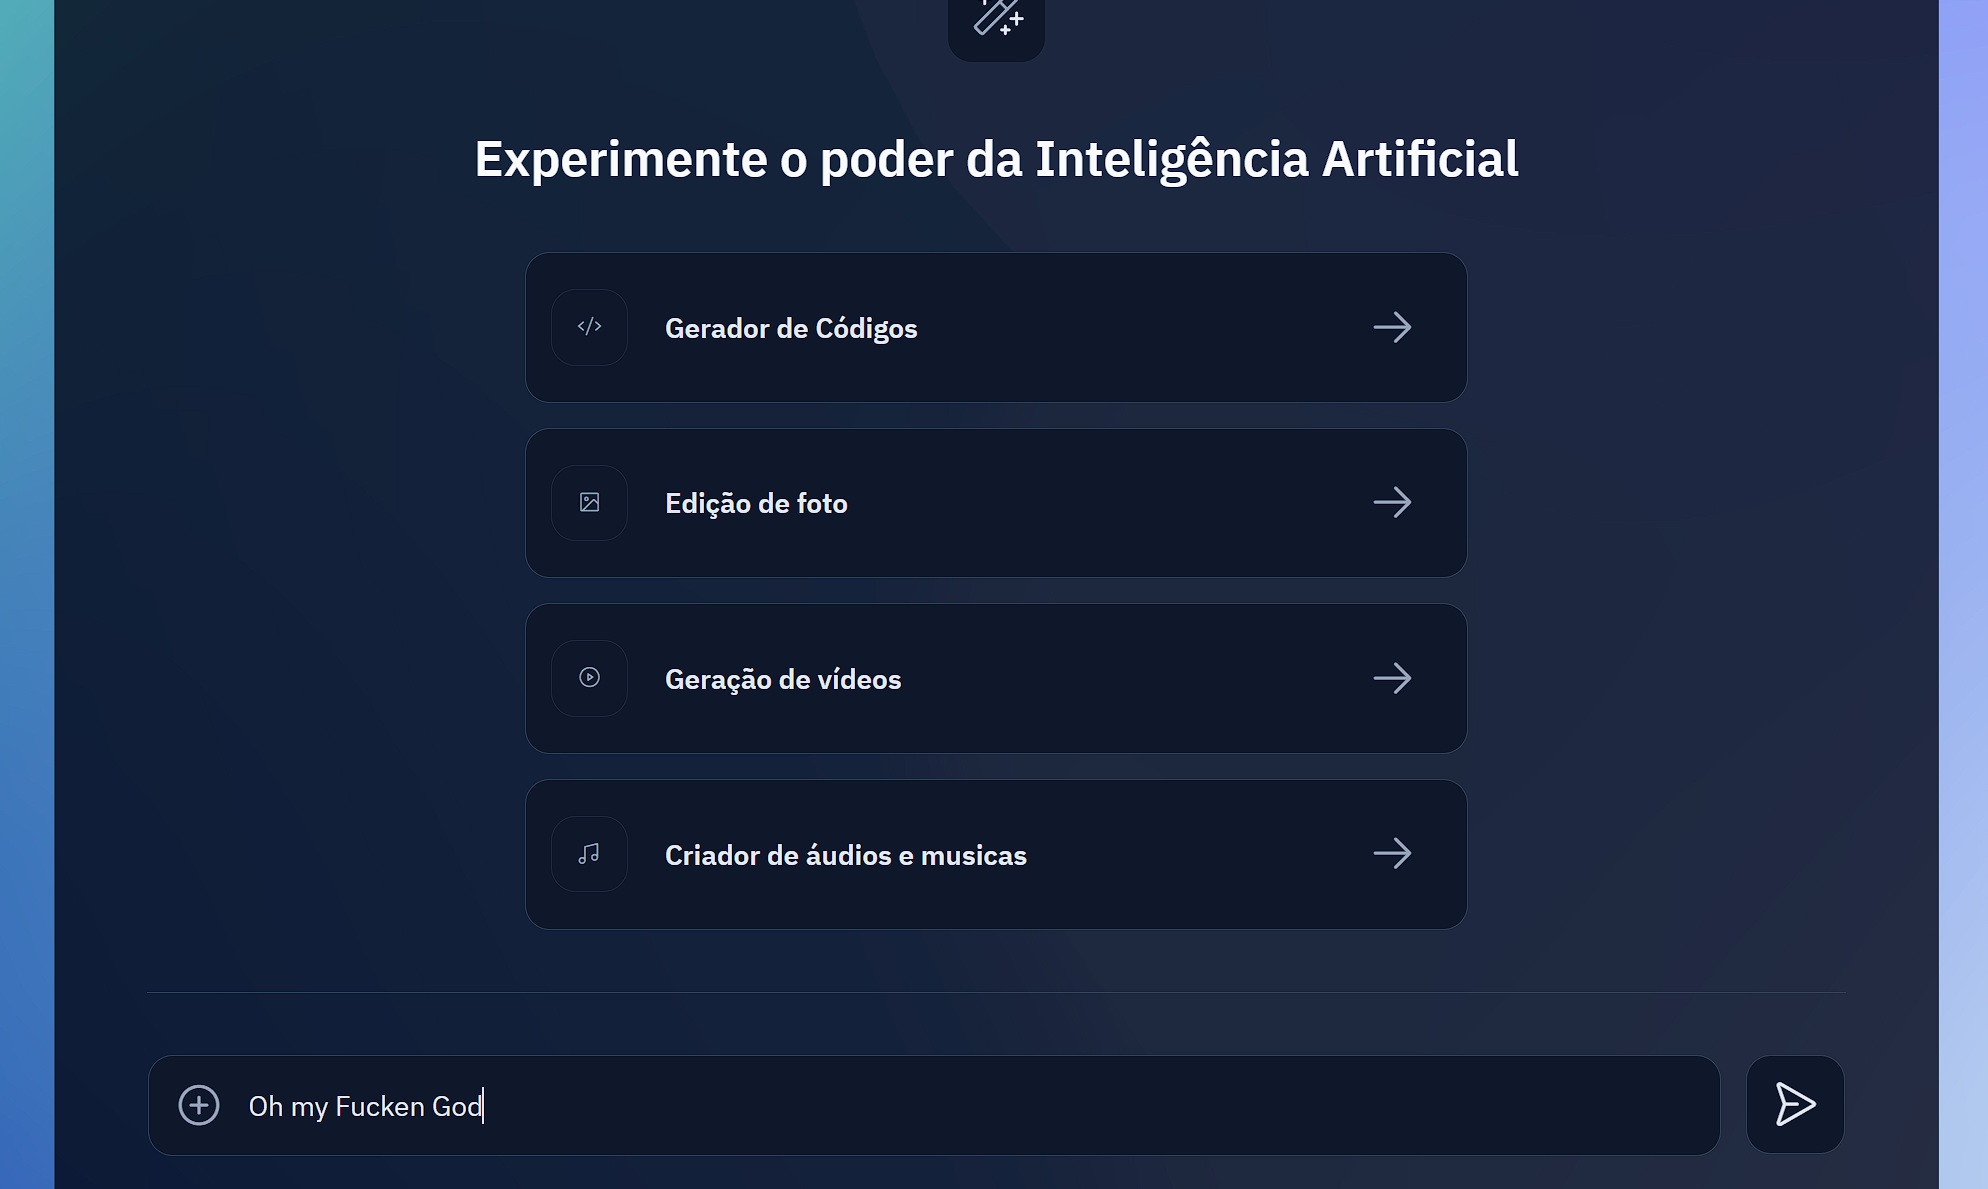 Experimente o poder da Inteligência Artificial
Gerador de Códigos
Edição de foto
Geração de vídeos
Criador de áudios e musicas
Oh my Fucken God